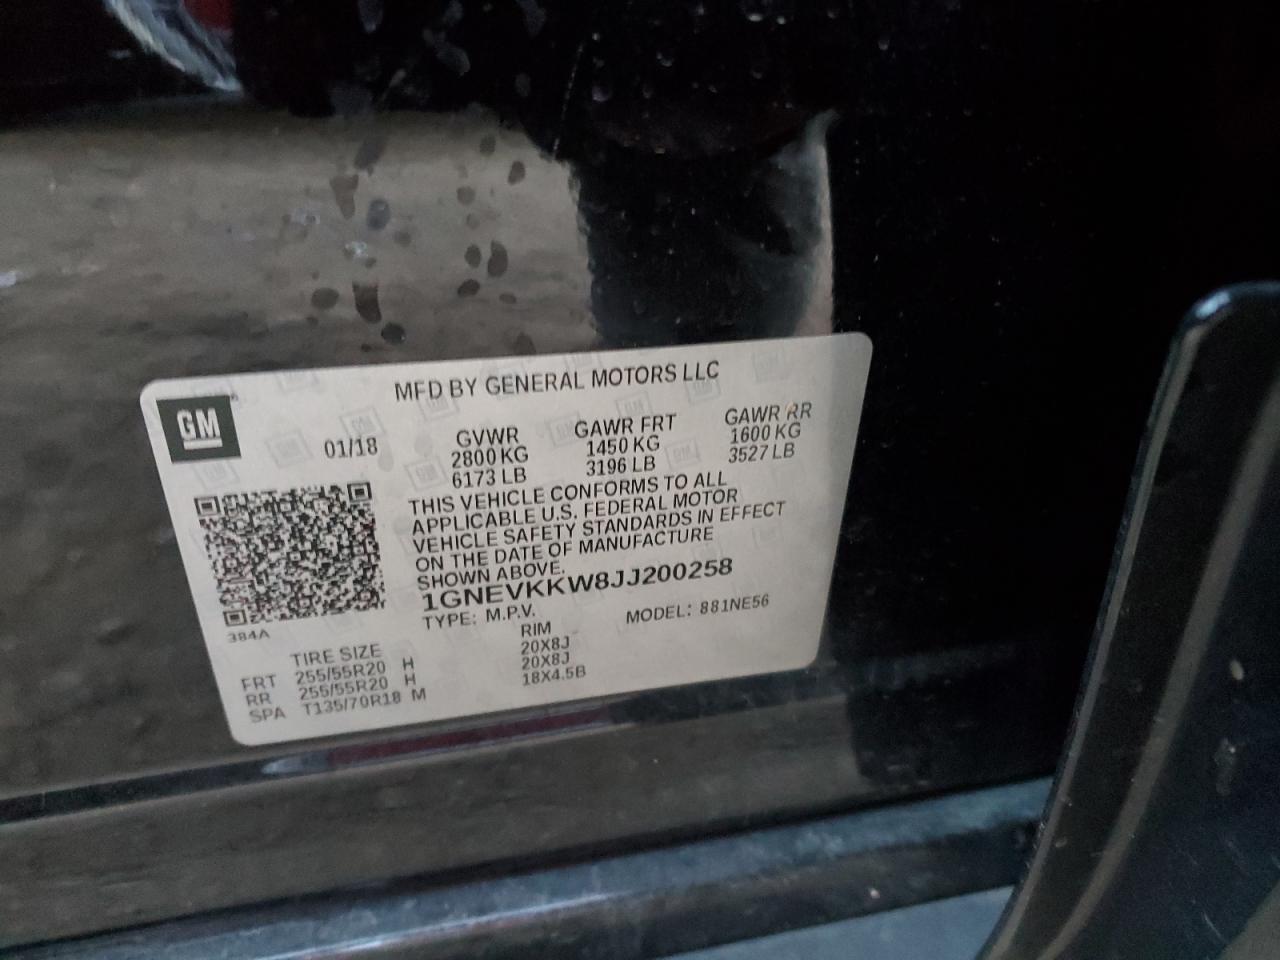 MFD BY GENERAL MOTORS LLC
GM
01/18
GVWR GAWR FRT GAWR RR
2800 KG 1450 KG 1600 KG
6173 LB 3196 LB 3527 LB
THIS VEHICLE CONFORMS TO ALL
APPLICABLE U.S. FEDERAL MOTOR
VEHICLE SAFETY STANDARDS IN EFFECT
ON THE DATE OF MANUFACTURE
SHOWN ABOVE.
1GNEVKKW8JJ200258
TYPE: M.P.V. MODEL: 881NE56
384A
TIRE SIZE RIM
FRT 255/55R20 H 20X8J
RR 255/55R20 H 20X8J
SPA T135/70R18 M 18X4.5B